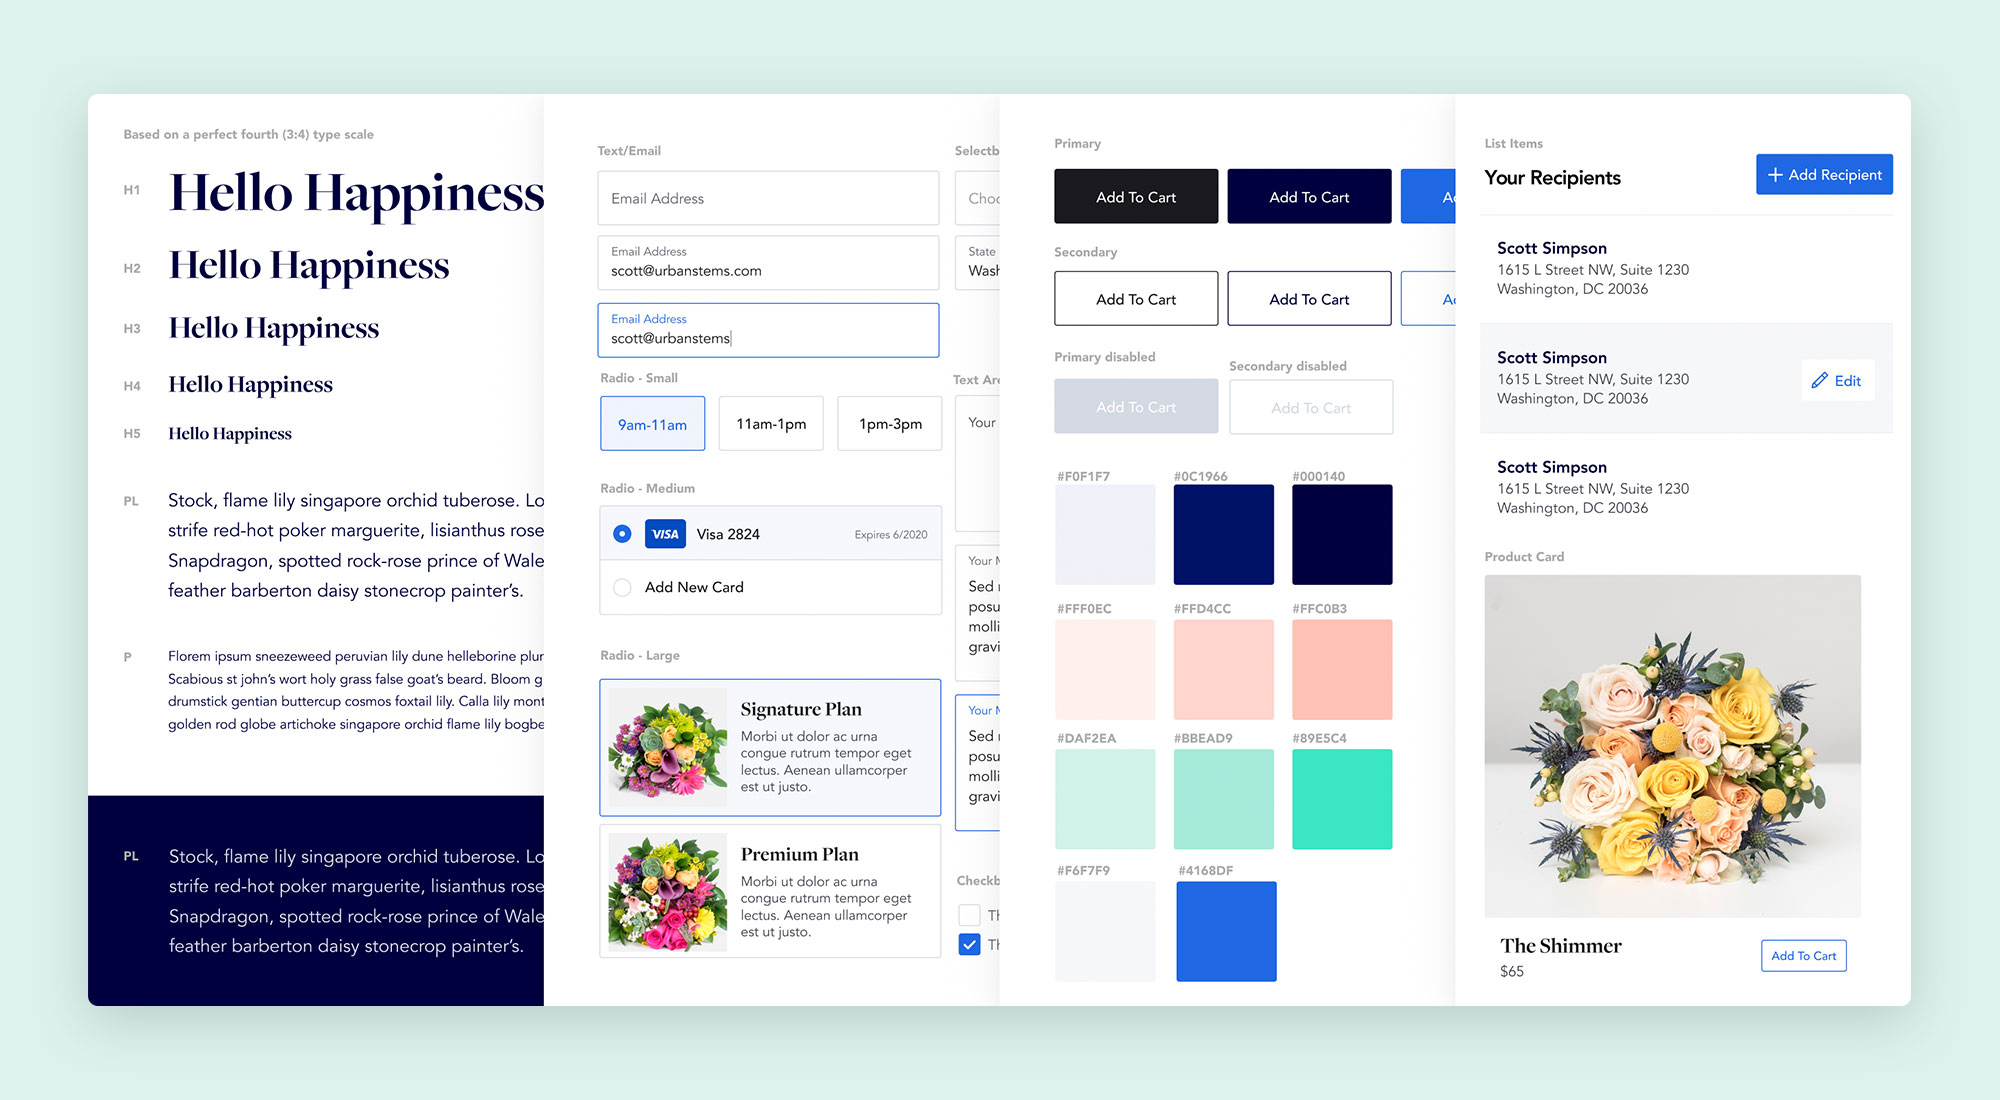 Based on a perfect fourth (3:4) type scale
H1 Hello Happiness
H2 Hello Happiness
H3 Hello Happiness
H4 Hello Happiness
H5 Hello Happiness
PL Stock, flame lily singapore orchid tuberose. Lo
strife red-hot poker marguerite, lisianthus rose
Snapdragon, spotted rock-rose prince of Wale
feather barberton daisy stonecrop painter's.
P Florem ipsum sneezeweed peruvian lily dune helleborine plur
Scabious st john's wort holy grass false goat's beard. Bloom g
drumstick gentian buttercup cosmos foxtail lily. Calla lily mont
golden rod globe artichoke singapore orchid flame lily bogbe
PL Stock, flame lily singapore orchid tuberose. Lo
strife red-hot poker marguerite, lisianthus rose
Snapdragon, spotted rock-rose prince of Wale
feather barberton daisy stonecrop painter's.
Text/Email
Email Address
Email Address
scott@urbanstems.com
Email Address
scott@urbanstems
Radio - Small
9am-11am 11am-1pm 1pm-3pm
Radio - Medium
VISA Visa 2824 Expires 6/2020
Add New Card
Radio - Large
Signature Plan
Morbi ut dolor ac urna
congue rutrum tempor eget
lectus. Aenean ullamcorper
est ut justo.
Premium Plan
Morbi ut dolor ac urna
congue rutrum tempor eget
lectus. Aenean ullamcorper
est ut justo.
Selectb
Choc
State
Wash
Text Are
Your
Your M
Sed r
posu
molli
gravi
Your M
Sed r
posu
molli
gravi
Checkb
Th
Th
Primary
Add To Cart Add To Cart Ad
Secondary
Add To Cart Add To Cart Ad
Primary disabled Secondary disabled
Add To Cart Add To Cart
#F0F1F7 #0C1966 #000140
#FFF0EC #FFD4CC #FFC0B3
#DAF2EA #BBEAD9 #89E5C4
#F6F7F9 #4168DF
List Items
Your Recipients + Add Recipient
Scott Simpson
1615 L Street NW, Suite 1230
Washington, DC 20036
Scott Simpson
1615 L Street NW, Suite 1230
Washington, DC 20036
Edit
Scott Simpson
1615 L Street NW, Suite 1230
Washington, DC 20036
Product Card
The Shimmer
$65
Add To Cart